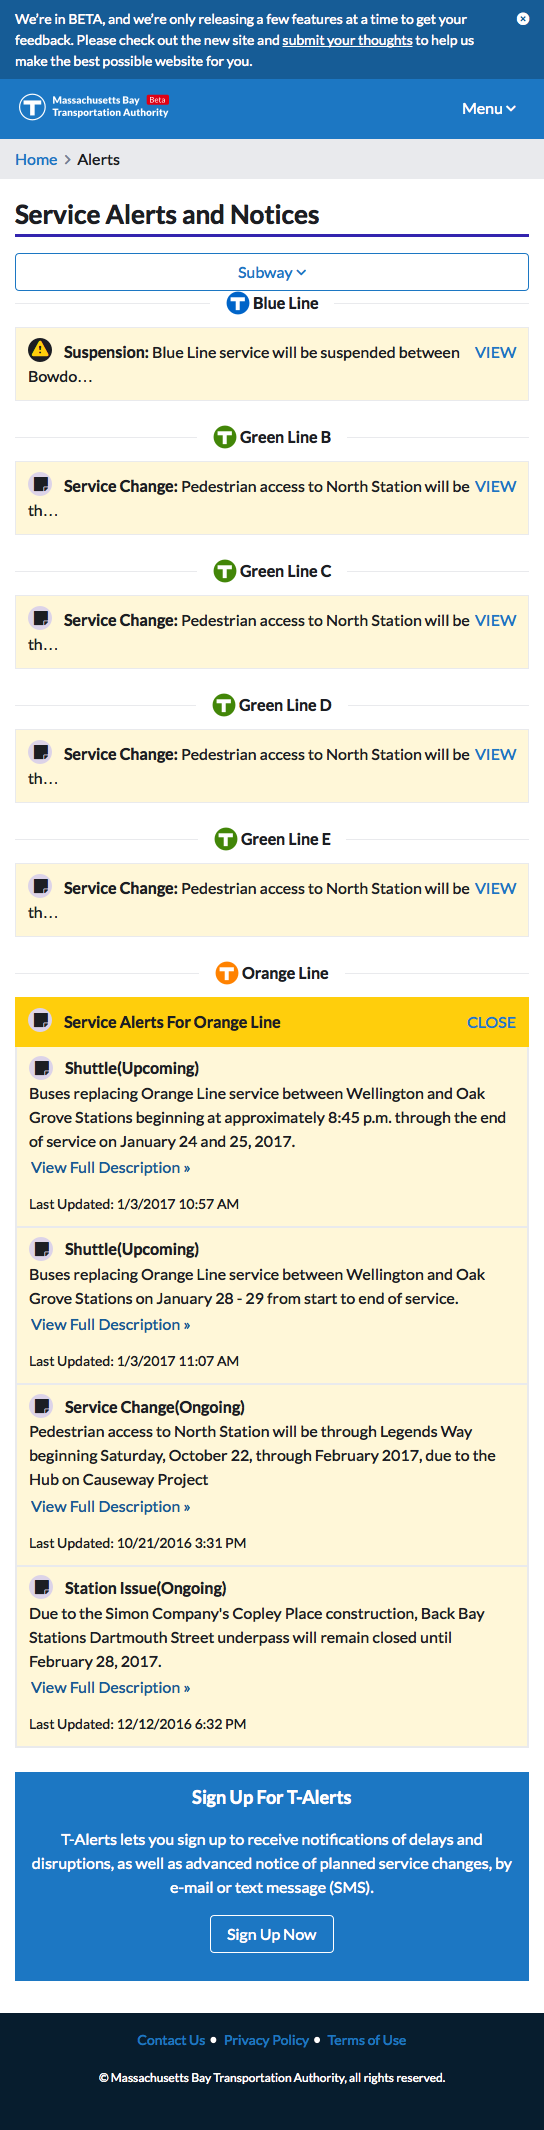 We’re in BETA, and we’re only releasing a few features at a time to get your
feedback. Please check out the new site and submit your thoughts to help us
make the best possible website for you.
Massachusetts Bay Beta
Transportation Authority
Menu
Home > Alerts
Service Alerts and Notices
Subway
T Blue Line
Suspension: Blue Line service will be suspended between VIEW
Bowdo…
T Green Line B
Service Change: Pedestrian access to North Station will be VIEW
th…
T Green Line C
Service Change: Pedestrian access to North Station will be VIEW
th…
T Green Line D
Service Change: Pedestrian access to North Station will be VIEW
th…
T Green Line E
Service Change: Pedestrian access to North Station will be VIEW
th…
T Orange Line
Service Alerts For Orange Line CLOSE
Shuttle(Upcoming)
Buses replacing Orange Line service between Wellington and Oak
Grove Stations beginning at approximately 8:45 p.m. through the end
of service on January 24 and 25, 2017.
View Full Description »
Last Updated: 1/3/2017 10:57 AM
Shuttle(Upcoming)
Buses replacing Orange Line service between Wellington and Oak
Grove Stations on January 28 - 29 from start to end of service.
View Full Description »
Last Updated: 1/3/2017 11:07 AM
Service Change(Ongoing)
Pedestrian access to North Station will be through Legends Way
beginning Saturday, October 22, through February 2017, due to the
Hub on Causeway Project
View Full Description »
Last Updated: 10/21/2016 3:31 PM
Station Issue(Ongoing)
Due to the Simon Company's Copley Place construction, Back Bay
Stations Dartmouth Street underpass will remain closed until
February 28, 2017.
View Full Description »
Last Updated: 12/12/2016 6:32 PM
Sign Up For T-Alerts
T-Alerts lets you sign up to receive notifications of delays and
disruptions, as well as advanced notice of planned service changes, by
e-mail or text message (SMS).
Sign Up Now
Contact Us • Privacy Policy • Terms of Use
© Massachusetts Bay Transportation Authority, all rights reserved.